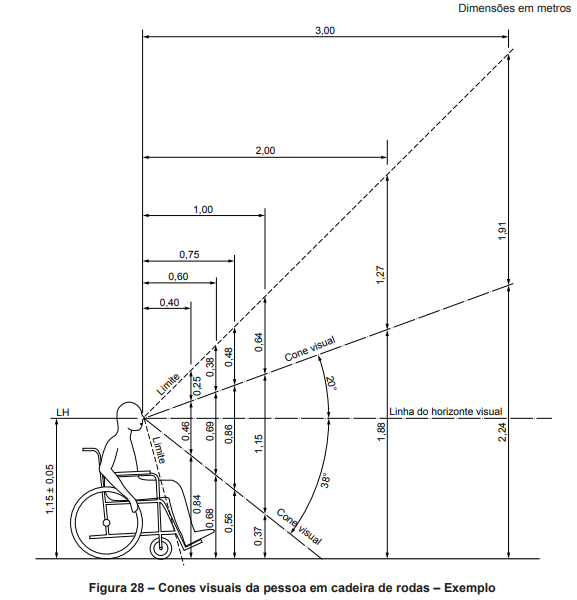 Dimensões em metros
3,00
2,00
1,00
0,75
0,60
0,40
1,91
1,27
0,64
0,48
0,38
0,25
Limite
Cone visual
20°
LH
Linha do horizonte visual
Limite
0,46
0,69
0,86
1,15
1,88
2,24
38°
1,15 ± 0,05
0,84
0,68
0,56
0,37
Cone visual
Figura 28 – Cones visuais da pessoa em cadeira de rodas – Exemplo